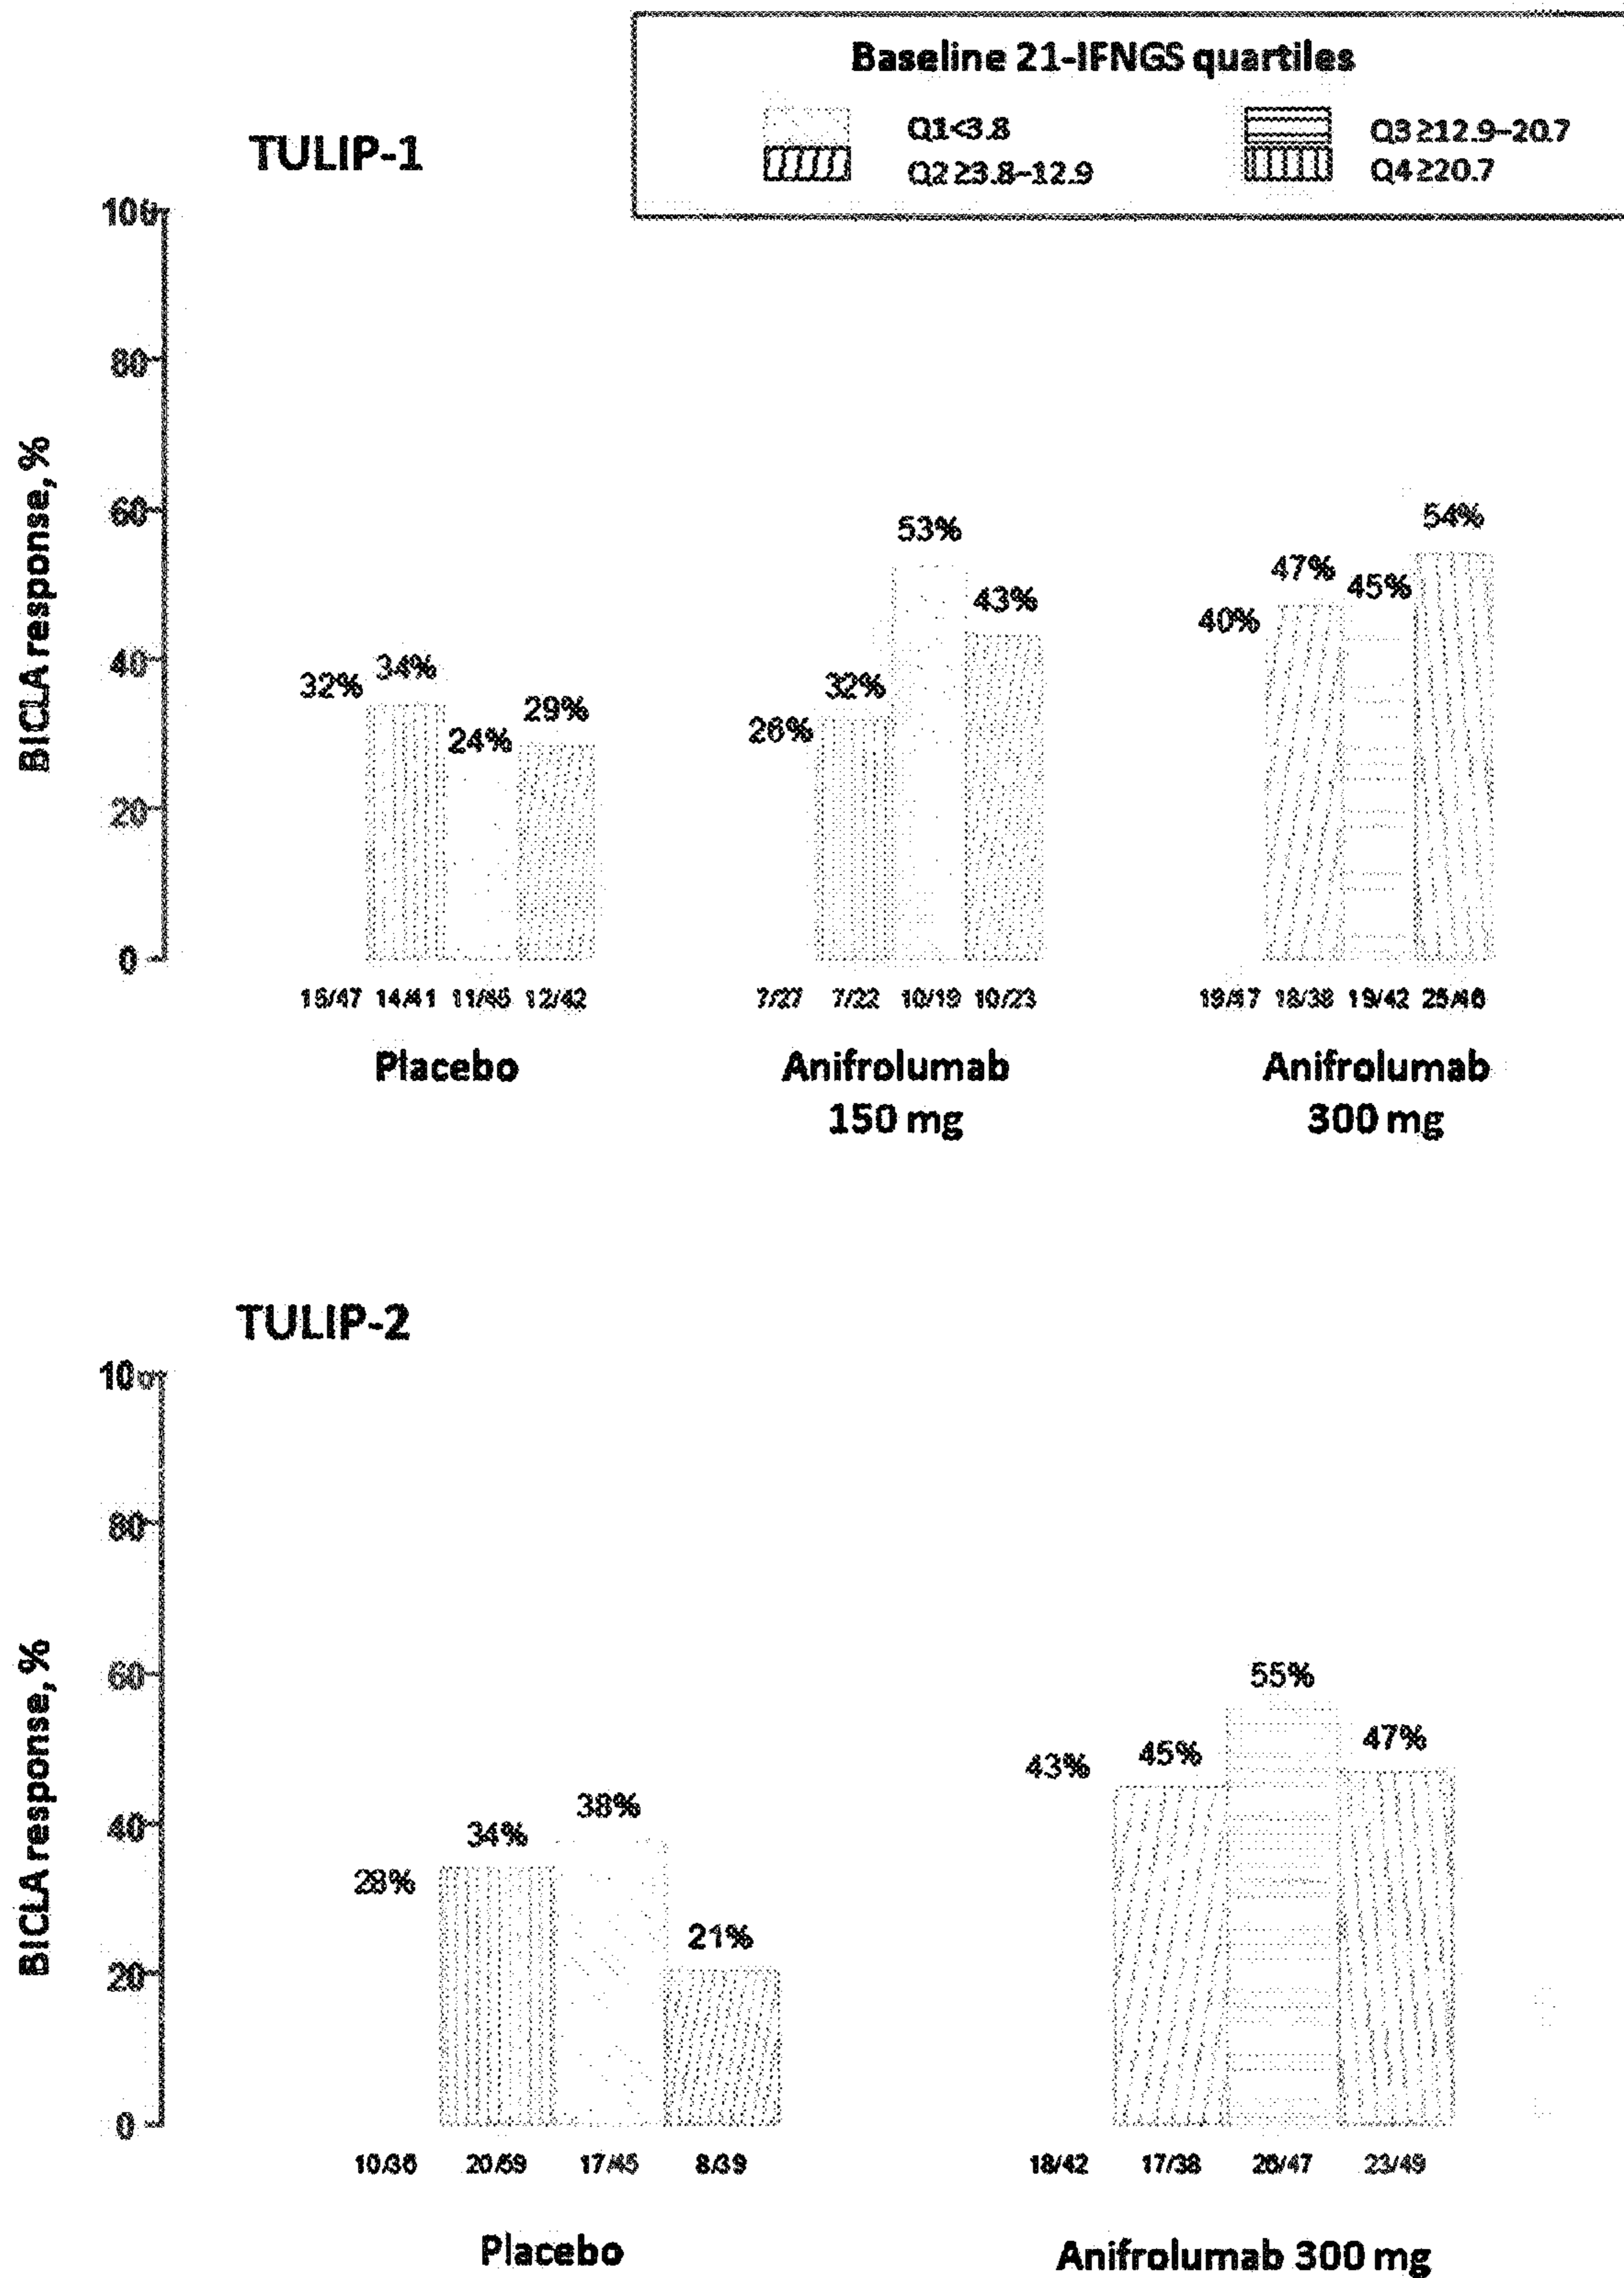 Baseline 21-IFNGS quartiles
Q1<3.8
Q2 ≥3.8–12.9
Q3 ≥12.9–20.7
Q4 ≥20.7
TULIP-1
BICLA response, %
100
80
60
40
20
0
32% 34% 24% 29%
26% 32% 53% 43%
40% 47% 45% 54%
15/47 14/41 11/45 12/42
7/27 7/22 10/19 10/23
19/47 18/38 19/42 25/46
Placebo
Anifrolumab
150 mg
Anifrolumab
300 mg
TULIP-2
BICLA response, %
100
80
60
40
20
0
28% 34% 38% 21%
43% 45% 55% 47%
10/36 20/59 17/45 8/39
18/42 17/38 26/47 23/49
Placebo
Anifrolumab 300 mg